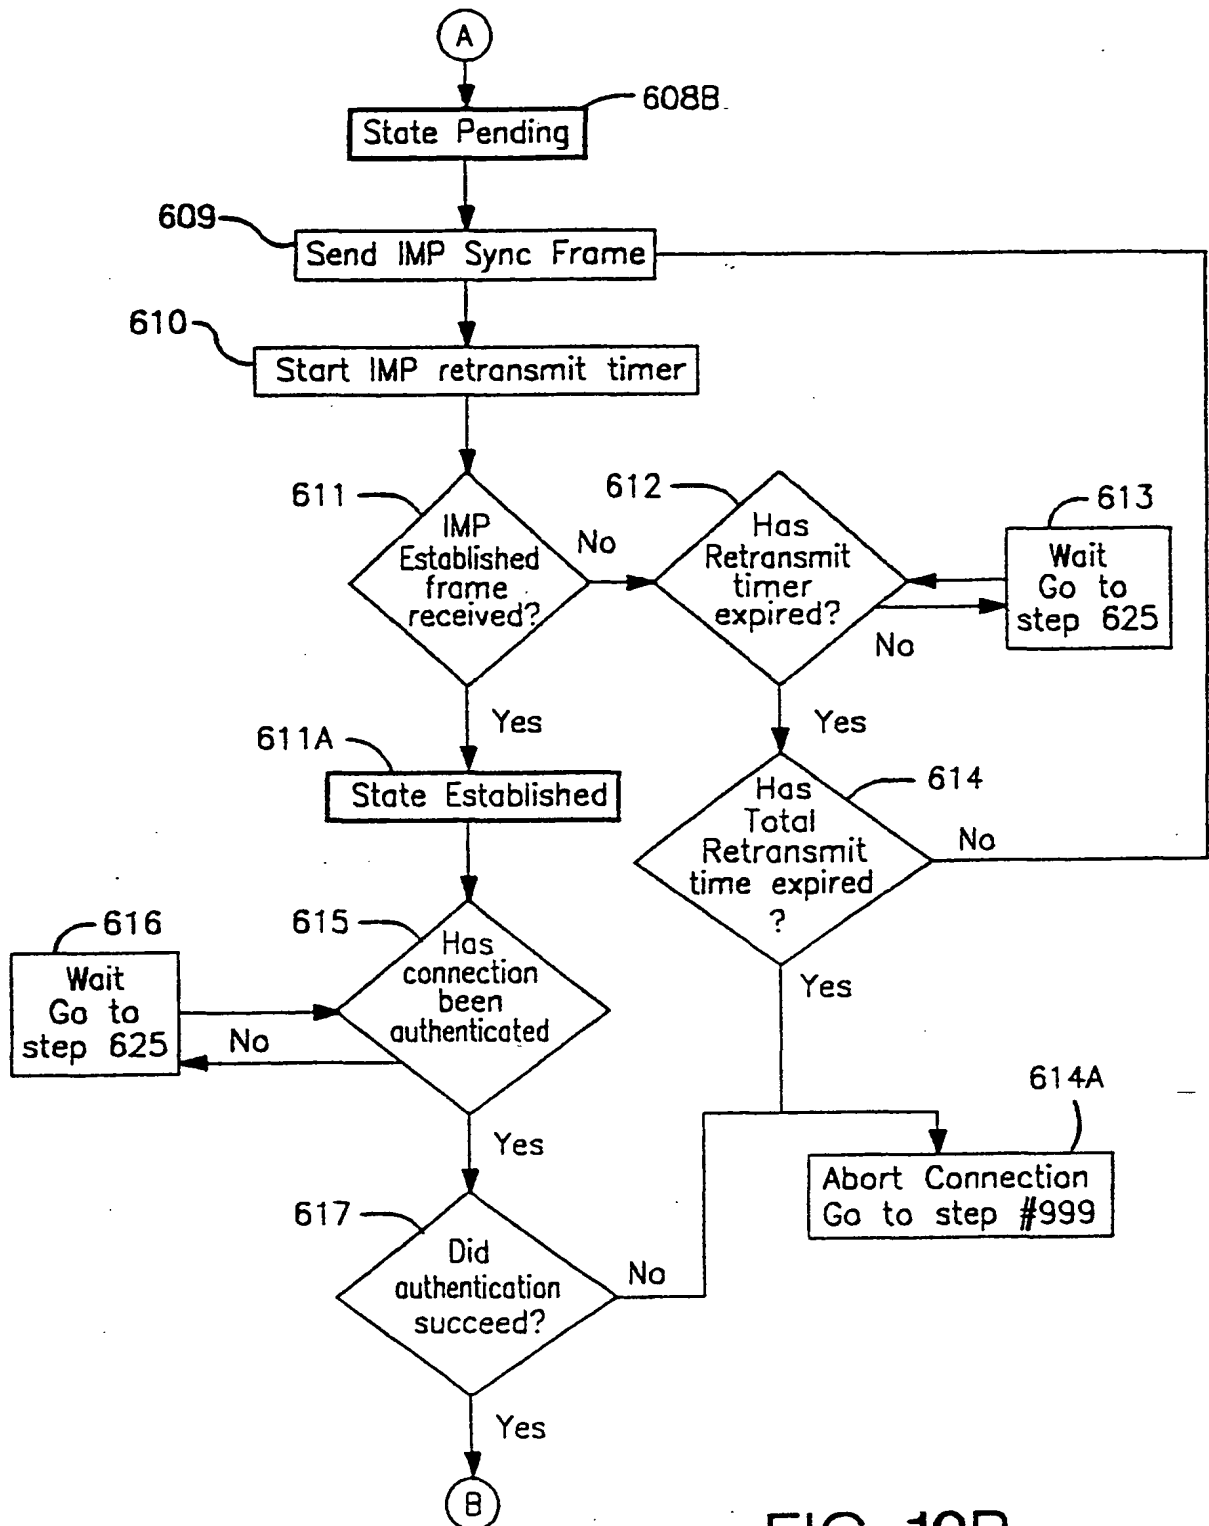 A
608B
State Pending
609
Send IMP Sync Frame
610
Start IMP retransmit timer
611
IMP
Established
frame
received?
No
612
Has
Retransmit
timer
expired?
No
613
Wait
Go to
step 625
Yes
611A
State Established
Yes
614
Has
Total
Retransmit
time expired
?
No
Yes
616
Wait
Go to
step 625
No
615
Has
connection
been
authenticated
Yes
614A
Abort Connection
Go to step #999
617
Did
authentication
succeed?
No
Yes
B